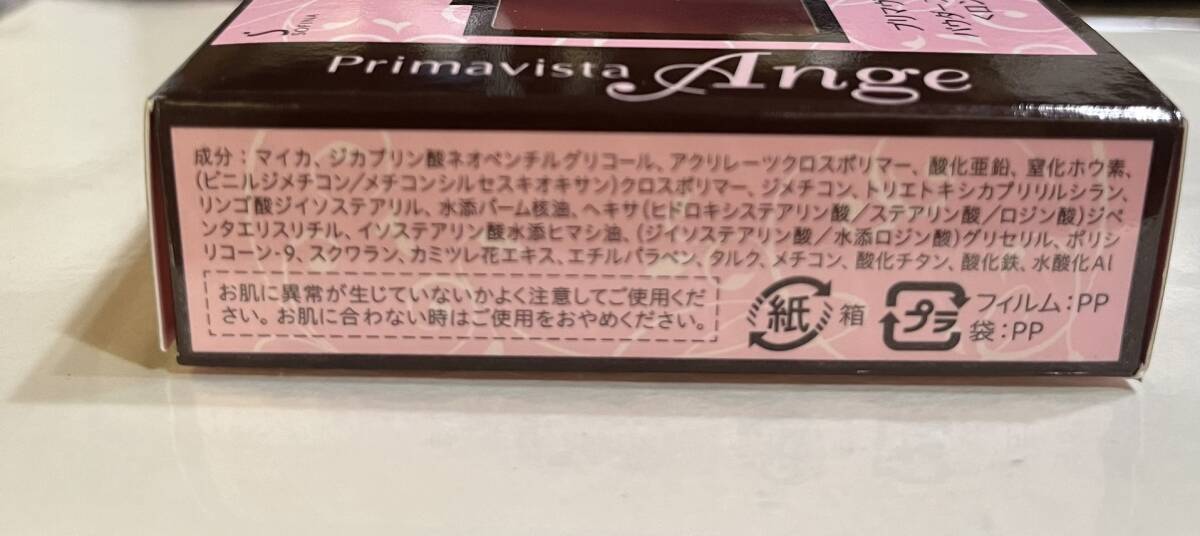 SOFINA
Primavista Ange
成分：マイカ、ジカプリン酸ネオペンチルグリコール、アクリレーツクロスポリマー、酸化亜鉛、窒化ホウ素、
(ビニルジメチコン/メチコンシルセスキオキサン)クロスポリマー、ジメチコン、トリエトキシカプリリルシラン、
リンゴ酸ジイソステアリル、水添パーム核油、ヘキサ(ヒドロキシステアリン酸/ステアリン酸/ロジン酸)ジペ
ンタエリスリチル、イソステアリン酸水添ヒマシ油、(ジイソステアリン酸/水添ロジン酸)グリセリル、ポリシ
リコーン-9、スクワラン、カミツレ花エキス、エチルパラベン、タルク、メチコン、酸化チタン、酸化鉄、水酸化Al
お肌に異常が生じていないかよく注意してご使用くだ
さい。お肌に合わない時はご使用をおやめください。
紙 箱
プラ フィルム：PP
袋：PP